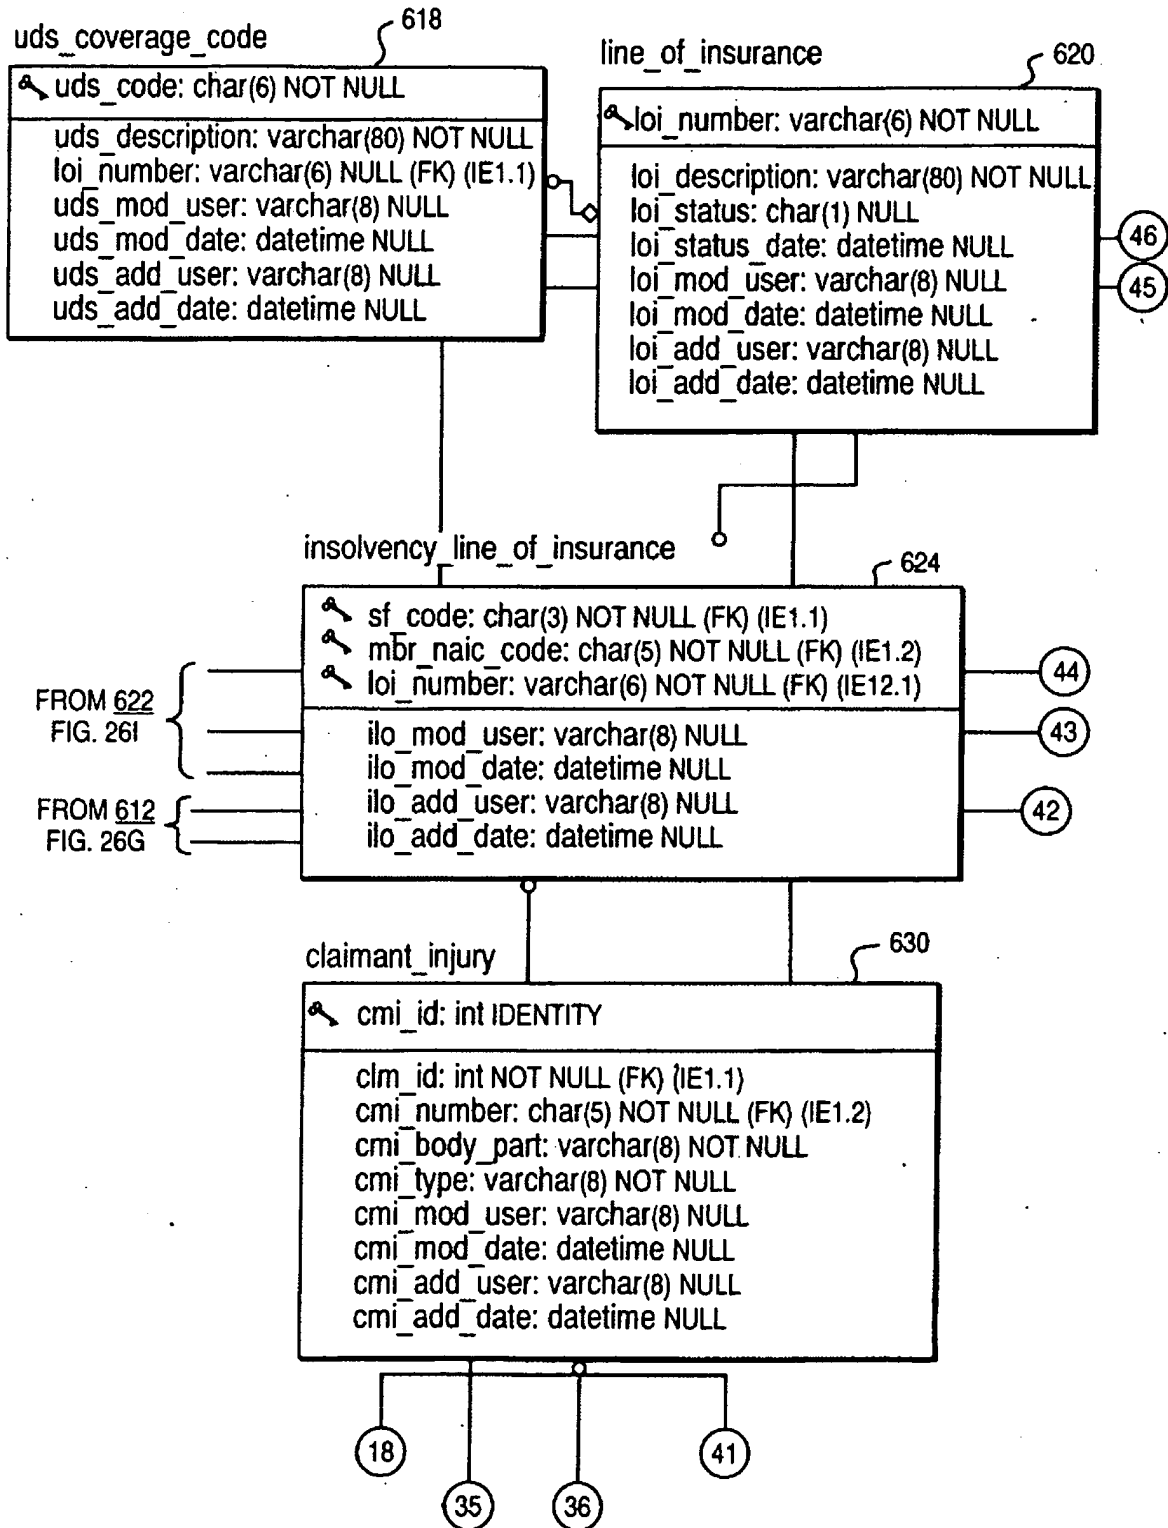 618
uds_coverage_code
uds_code: char(6) NOT NULL
uds_description: varchar(80) NOT NULL
loi_number: varchar(6) NULL (FK) (IE1.1)
uds_mod_user: varchar(8) NULL
uds_mod_date: datetime NULL
uds_add_user: varchar(8) NULL
uds_add_date: datetime NULL
line_of_insurance
620
loi_number: varchar(6) NOT NULL
loi_description: varchar(80) NOT NULL
loi_status: char(1) NULL
loi_status_date: datetime NULL
loi_mod_user: varchar(8) NULL
loi_mod_date: datetime NULL
loi_add_user: varchar(8) NULL
loi_add_date: datetime NULL
46
45
insolvency_line_of_insurance
624
sf_code: char(3) NOT NULL (FK) (IE1.1)
mbr_naic_code: char(5) NOT NULL (FK) (IE1.2)
loi_number: varchar(6) NOT NULL (FK) (IE12.1)
ilo_mod_user: varchar(8) NULL
ilo_mod_date: datetime NULL
ilo_add_user: varchar(8) NULL
ilo_add_date: datetime NULL
FROM 622
FIG. 26I
FROM 612
FIG. 26G
44
43
42
claimant_injury
630
cmi_id: int IDENTITY
clm_id: int NOT NULL (FK) (IE1.1)
cmi_number: char(5) NOT NULL (FK) (IE1.2)
cmi_body_part: varchar(8) NOT NULL
cmi_type: varchar(8) NOT NULL
cmi_mod_user: varchar(8) NULL
cmi_mod_date: datetime NULL
cmi_add_user: varchar(8) NULL
cmi_add_date: datetime NULL
18
41
35
36